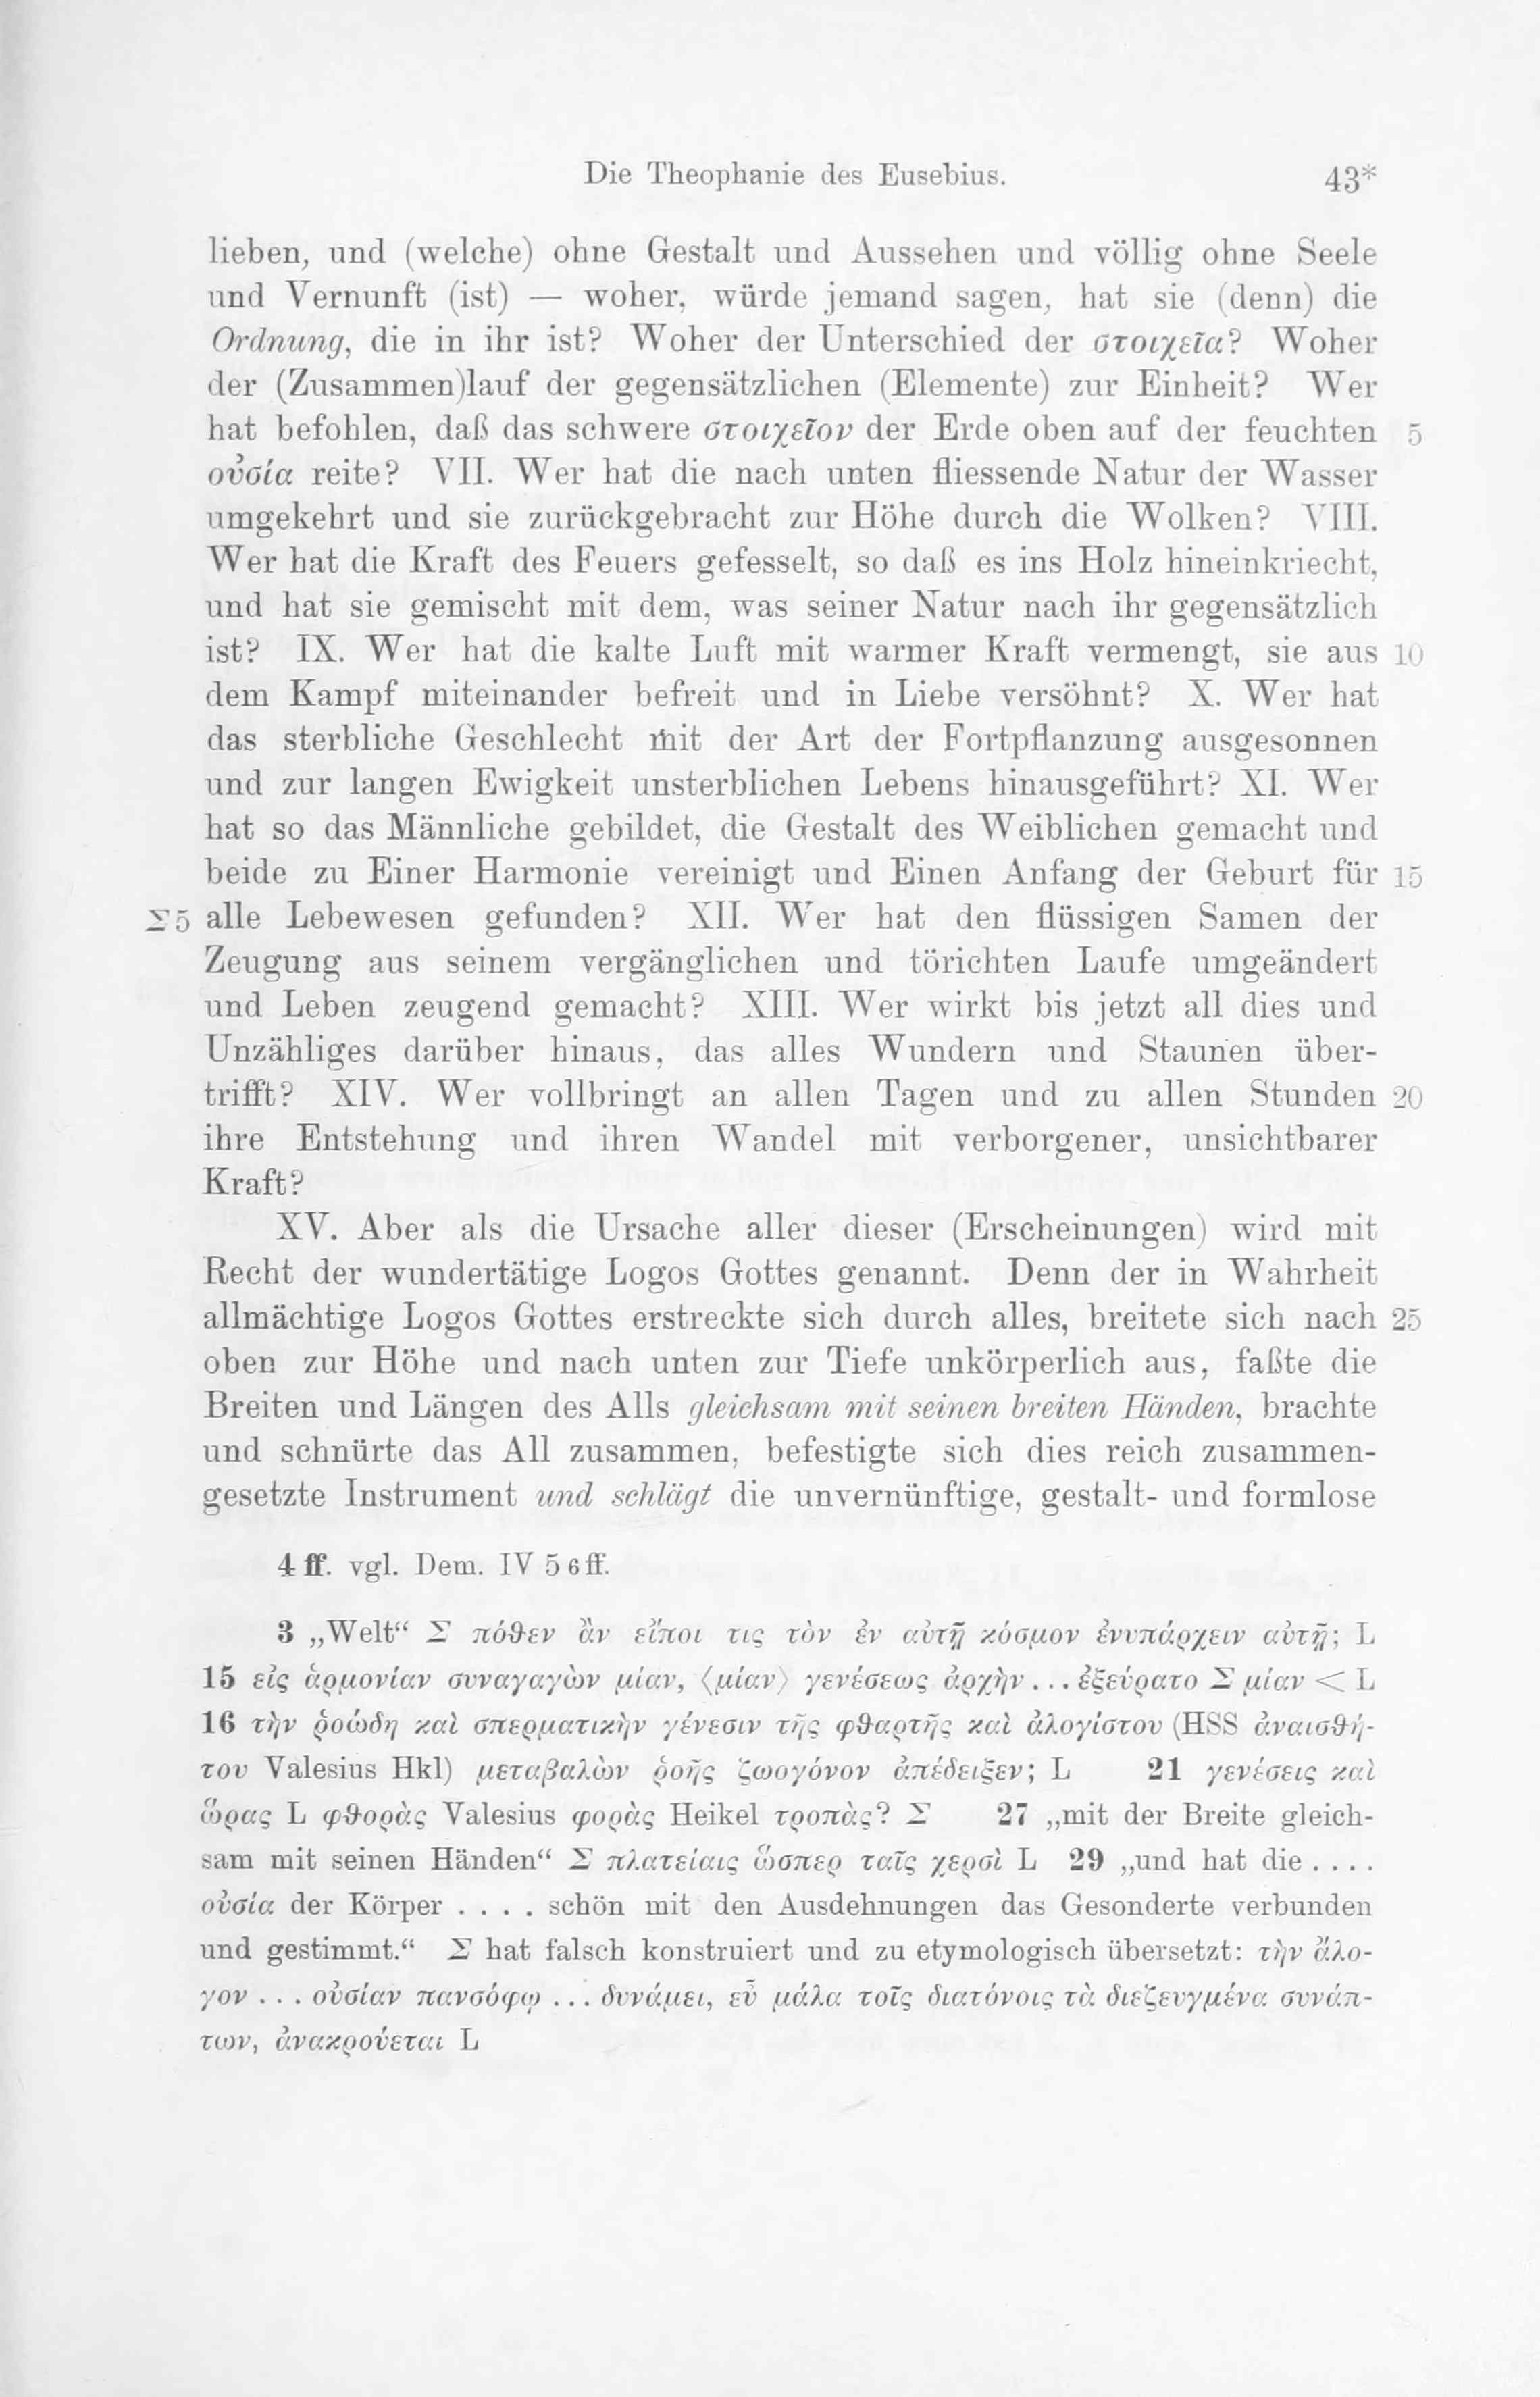 Die Theophanie des Eusebius. 43*
lieben, und (welche) ohne Gestalt und Aussehen und völlig ohne Seele
und Vernunft (ist) — woher, würde jemand sagen, hat sie (denn) die
Ordnung, die in ihr ist? Woher der Unterschied der στοιχεῖα? Woher
der (Zusammen)lauf der gegensätzlichen (Elemente) zur Einheit? Wer
hat befohlen, daß das schwere στοιχεῖον der Erde oben auf der feuchten 5
οὐσία reite? VII. Wer hat die nach unten fliessende Natur der Wasser
umgekehrt und sie zurückgebracht zur Höhe durch die Wolken? VIII.
Wer hat die Kraft des Feuers gefesselt, so daß es ins Holz hineinkriecht,
und hat sie gemischt mit dem, was seiner Natur nach ihr gegensätzlich
ist? IX. Wer hat die kalte Luft mit warmer Kraft vermengt, sie aus 10
dem Kampf miteinander befreit und in Liebe versöhnt? X. Wer hat
das sterbliche Geschlecht mit der Art der Fortpflanzung ausgesonnen
und zur langen Ewigkeit unsterblichen Lebens hinausgeführt? XI. Wer
hat so das Männliche gebildet, die Gestalt des Weiblichen gemacht und
beide zu Einer Harmonie vereinigt und Einen Anfang der Geburt für 15
Σ5 alle Lebewesen gefunden? XII. Wer hat den flüssigen Samen der
Zeugung aus seinem vergänglichen und törichten Laufe umgeändert
und Leben zeugend gemacht? XIII. Wer wirkt bis jetzt all dies und
Unzähliges darüber hinaus, das alles Wundern und Staunen über-
trifft? XIV. Wer vollbringt an allen Tagen und zu allen Stunden 20
ihre Entstehung und ihren Wandel mit verborgener, unsichtbarer
Kraft?
XV. Aber als die Ursache aller dieser (Erscheinungen) wird mit
Recht der wundertätige Logos Gottes genannt. Denn der in Wahrheit
allmächtige Logos Gottes erstreckte sich durch alles, breitete sich nach 25
oben zur Höhe und nach unten zur Tiefe unkörperlich aus, faßte die
Breiten und Längen des Alls gleichsam mit seinen breiten Händen, brachte
und schnürte das All zusammen, befestigte sich dies reich zusammen-
gesetzte Instrument und schlägt die unvernünftige, gestalt- und formlose
4 ff. vgl. Dem. IV 5 6 ff.
3 „Welt“ Σ πόθεν ἂν εἴποι τις τὸν ἐν αὐτῇ κόσμον ἐνυπάρχειν αὐτῇ; L
15 εἰς ἁρμονίαν συναγαγὼν μίαν, ⟨μίαν⟩ γενέσεως ἀρχὴν ... ἐξεύρατο Σ μίαν < L
16 τὴν ῥοώδη καὶ σπερματικὴν γένεσιν τῆς φθαρτῆς καὶ ἀλογίστου (HSS ἀναισθή-
του Valesius Hkl) μεταβαλὼν ῥοῆς ζωογόνον ἀπέδειξεν; L 21 γενέσεις καὶ
ὥρας L φθορὰς Valesius φορὰς Heikel τροπὰς? Σ 27 „mit der Breite gleich-
sam mit seinen Händen“ Σ πλατείαις ὥσπερ ταῖς χερσὶ L 29 „und hat die ....
οὐσία der Körper .... schön mit den Ausdehnungen das Gesonderte verbunden
und gestimmt.“ Σ hat falsch konstruiert und zu etymologisch übersetzt: τὴν ἄλο-
γον ... οὐσίαν πανσόφῳ ... δυνάμει, εὖ μάλα τοῖς διατόνοις τὰ διεζευγμένα συνάπ-
των, ἀνακρούεται L